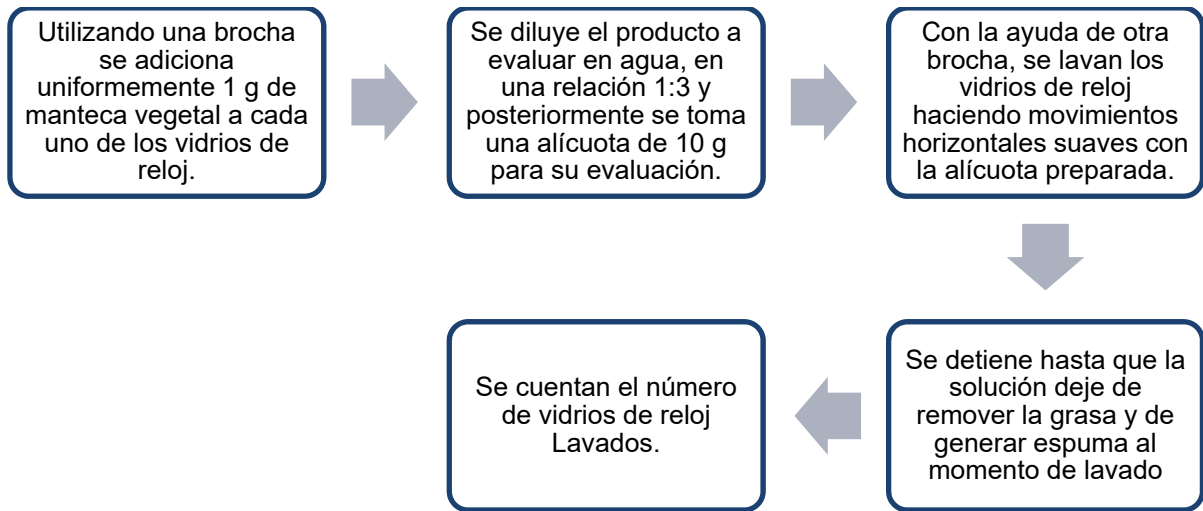 Utilizando una brocha
se adiciona
uniformemente 1 g de
manteca vegetal a cada
uno de los vidrios de
reloj.
Se diluye el producto a
evaluar en agua, en
una relación 1:3 y
posteriormente se toma
una alícuota de 10 g
para su evaluación.
Con la ayuda de otra
brocha, se lavan los
vidrios de reloj
haciendo movimientos
horizontales suaves con
la alícuota preparada.
Se detiene hasta que la
solución deje de
remover la grasa y de
generar espuma al
momento de lavado
Se cuentan el número
de vidrios de reloj
Lavados.